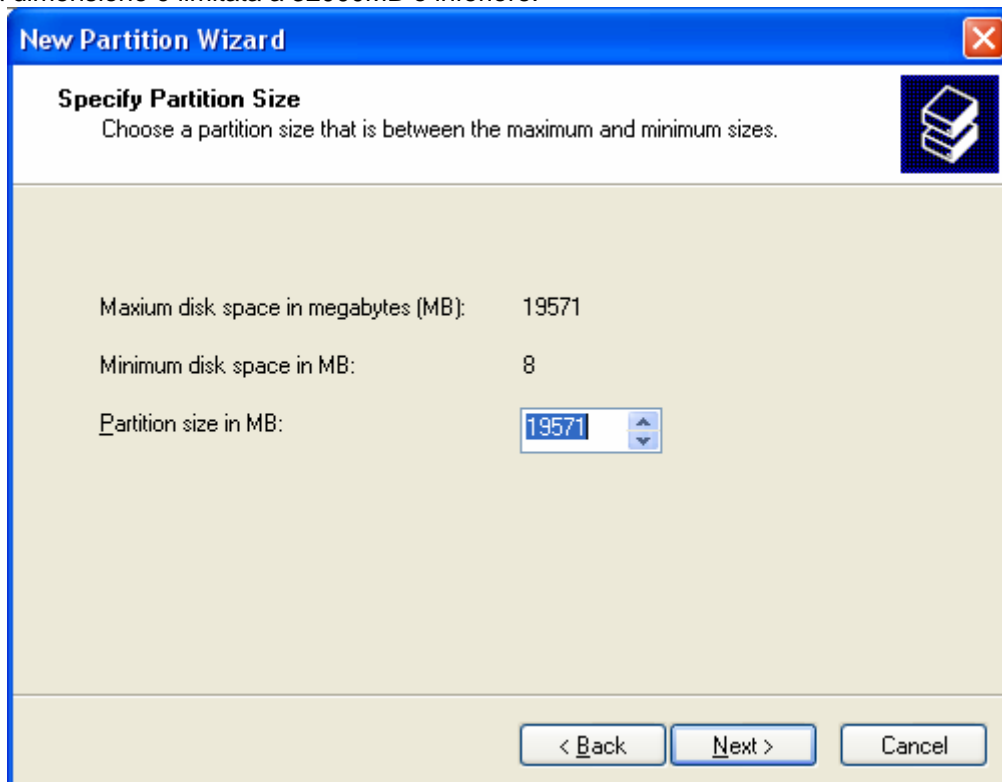 New Partition Wizard
Specify Partition Size
Choose a partition size that is between the maximum and minimum sizes.
Maxium disk space in megabytes (MB): 19571
Minimum disk space in MB: 8
Partition size in MB: 19571
< Back Next > Cancel